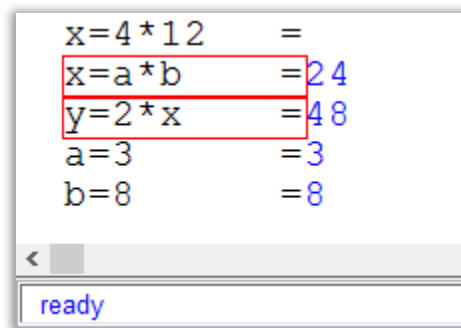 x=4*12 =
x=a*b =24
y=2*x =48
a=3 =3
b=8 =8
<
ready